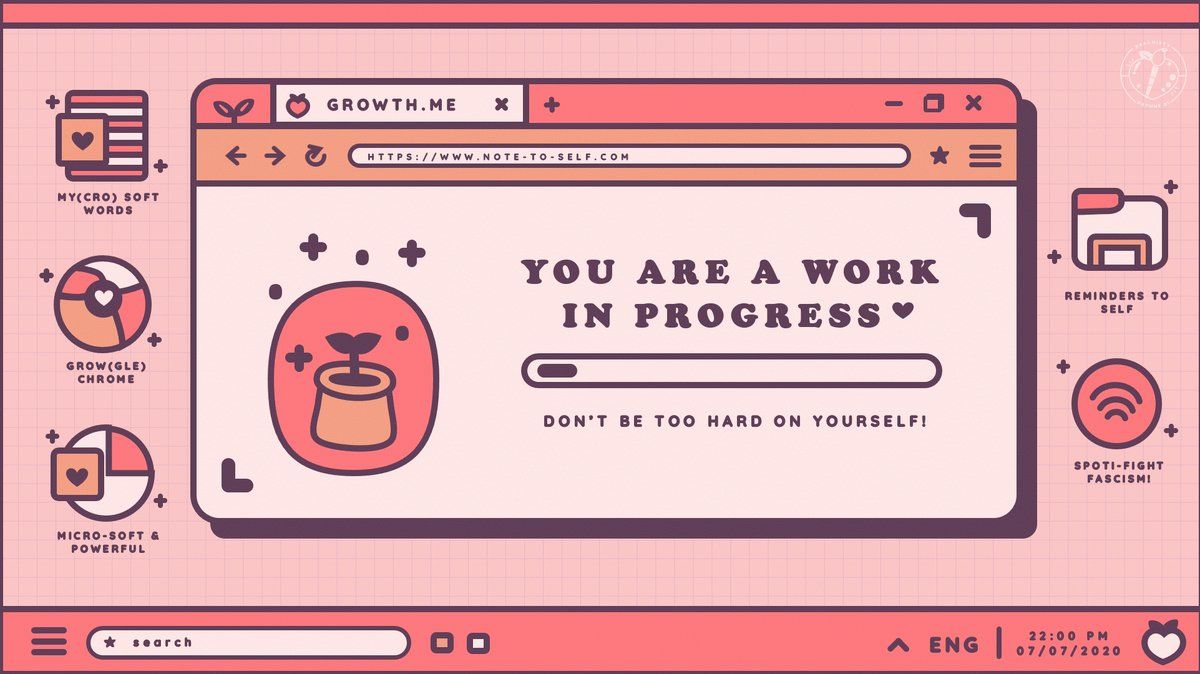 GROWTH.ME
HTTPS://WWW.NOTE-TO-SELF.COM
MY(CRO) SOFT
WORDS
GROW(GLE)
CHROME
MICRO-SOFT &
POWERFUL
YOU ARE A WORK
IN PROGRESS
DON'T BE TOO HARD ON YOURSELF!
REMINDERS TO
SELF
SPOTI-FIGHT
FASCISM!
search
ENG
22:00 PM
07/07/2020